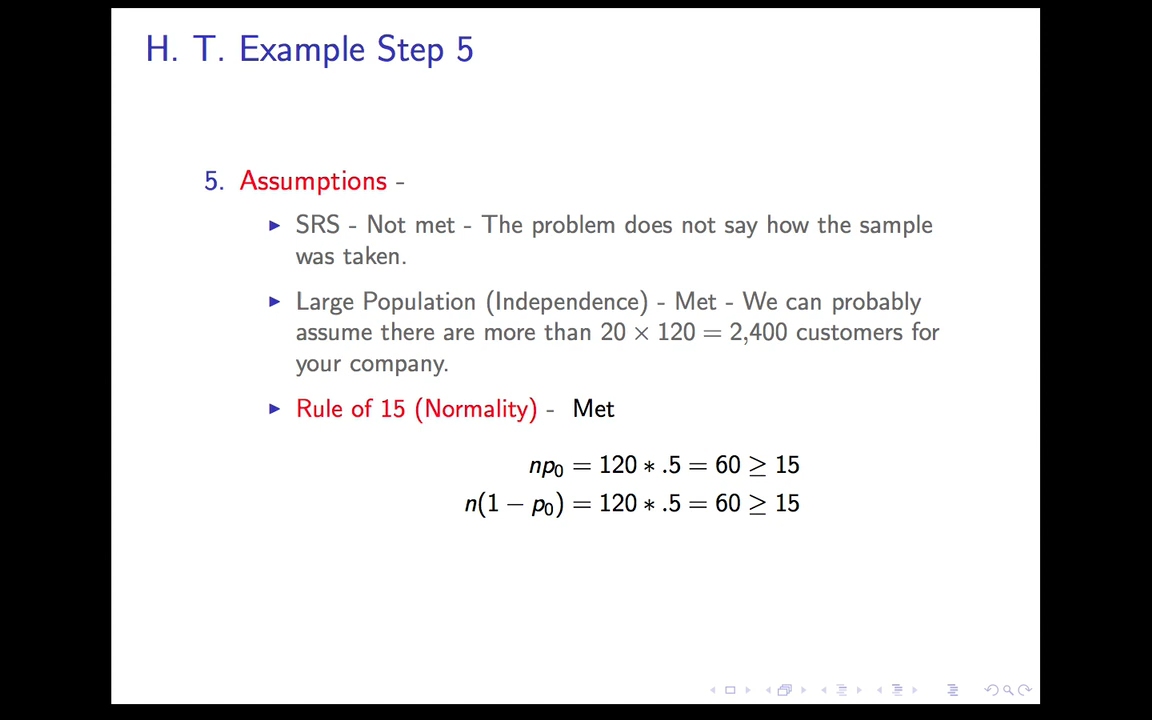 H. T. Example Step 5
5. Assumptions -
▶ SRS - Not met - The problem does not say how the sample
was taken.
▶ Large Population (Independence) - Met - We can probably
assume there are more than 20 × 120 = 2,400 customers for
your company.
▶ Rule of 15 (Normality) - Met
np₀ = 120 ∗ .5 = 60 ≥ 15
n(1 − p₀) = 120 ∗ .5 = 60 ≥ 15